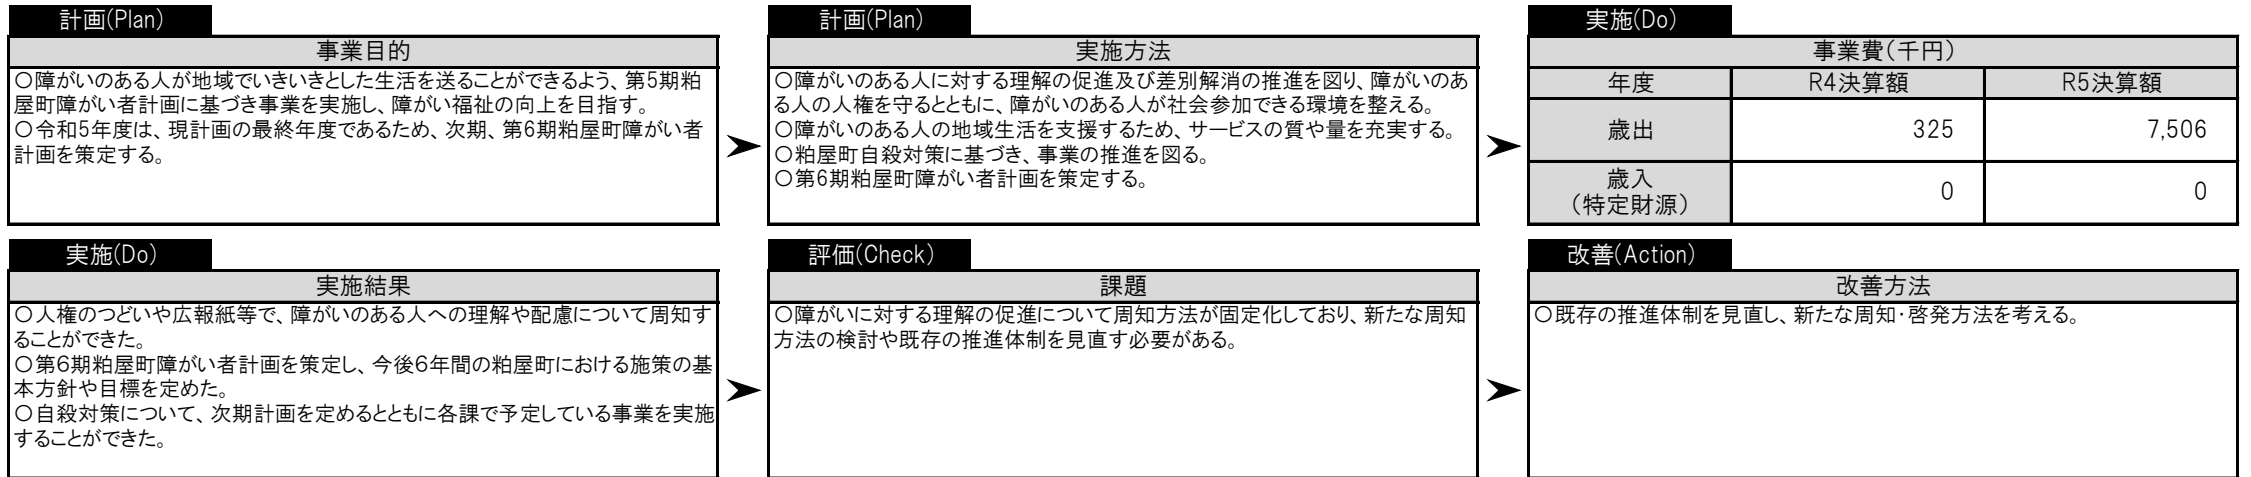 計画(Plan)
事業目的
○障がいのある人が地域でいきいきとした生活を送ることができるよう、第5期粕
屋町障がい者計画に基づき事業を実施し、障がい福祉の向上を目指す。
○令和5年度は、現計画の最終年度であるため、次期、第6期粕屋町障がい者
計画を策定する。
計画(Plan)
実施方法
○障がいのある人に対する理解の促進及び差別解消の推進を図り、障がいのあ
る人の人権を守るとともに、障がいのある人が社会参加できる環境を整える。
○障がいのある人の地域生活を支援するため、サービスの質や量を充実する。
○粕屋町自殺対策に基づき、事業の推進を図る。
○第6期粕屋町障がい者計画を策定する。
実施(Do)
事業費(千円)
年度 R4決算額 R5決算額
歳出 325 7,506
歳入
(特定財源) 0 0
実施(Do)
実施結果
○人権のつどいや広報紙等で、障がいのある人への理解や配慮について周知す
ることができた。
○第6期粕屋町障がい者計画を策定し、今後6年間の粕屋町における施策の基
本方針や目標を定めた。
○自殺対策について、次期計画を定めるとともに各課で予定している事業を実施
することができた。
評価(Check)
課題
○障がいに対する理解の促進について周知方法が固定化しており、新たな周知
方法の検討や既存の推進体制を見直す必要がある。
改善(Action)
改善方法
○既存の推進体制を見直し、新たな周知・啓発方法を考える。